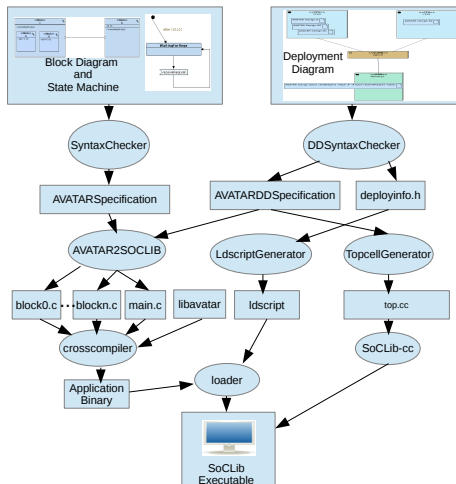 Block Diagram
and
State Machine
Deployment
Diagram
SyntaxChecker
DDSyntaxChecker
AVATARSpecification
AVATARDDSpecification
deployinfo.h
AVATAR2SOCLIB
LdscriptGenerator
TopcellGenerator
block0.c
blockn.c
main.c
libavatar
ldscript
top.cc
crosscompiler
SoCLib-cc
Application
Binary
loader
SoCLib
Executable